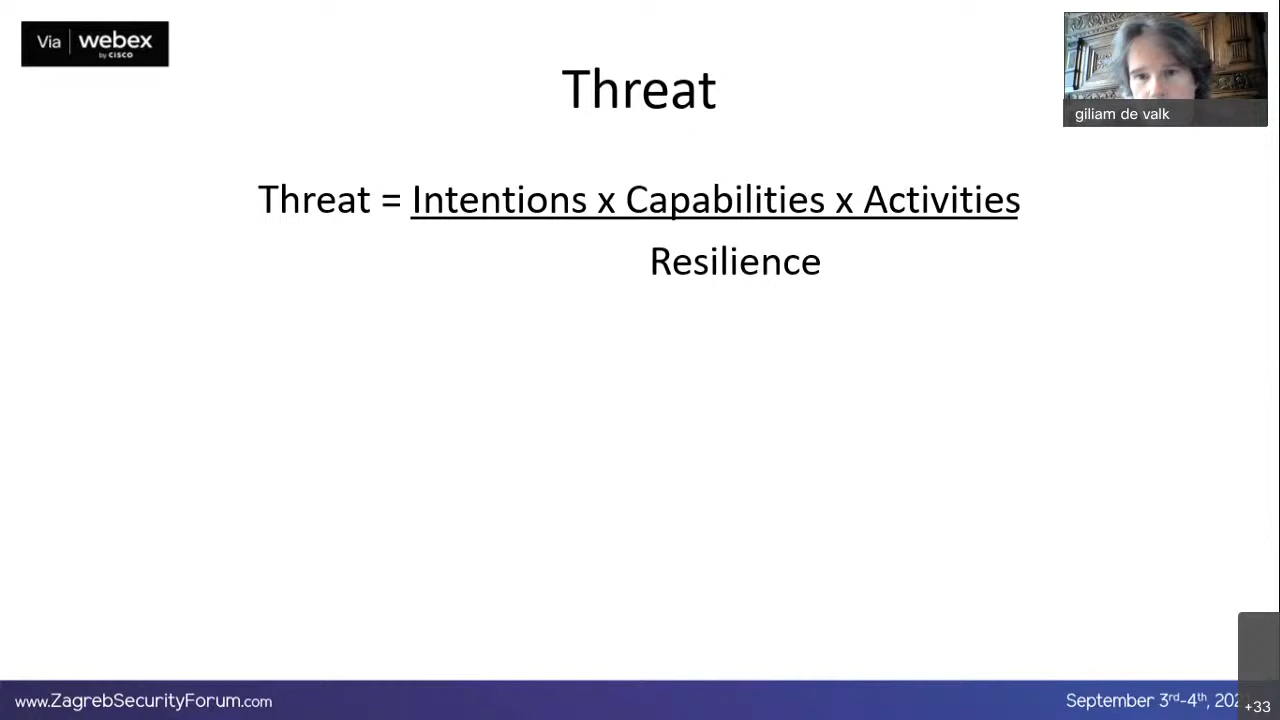 Via | webex
by CISCO
giliam de valk
Threat
Threat = Intentions x Capabilities x Activities
Resilience
www.ZagrebSecurityForum.com
September 3rd-4th,
+33